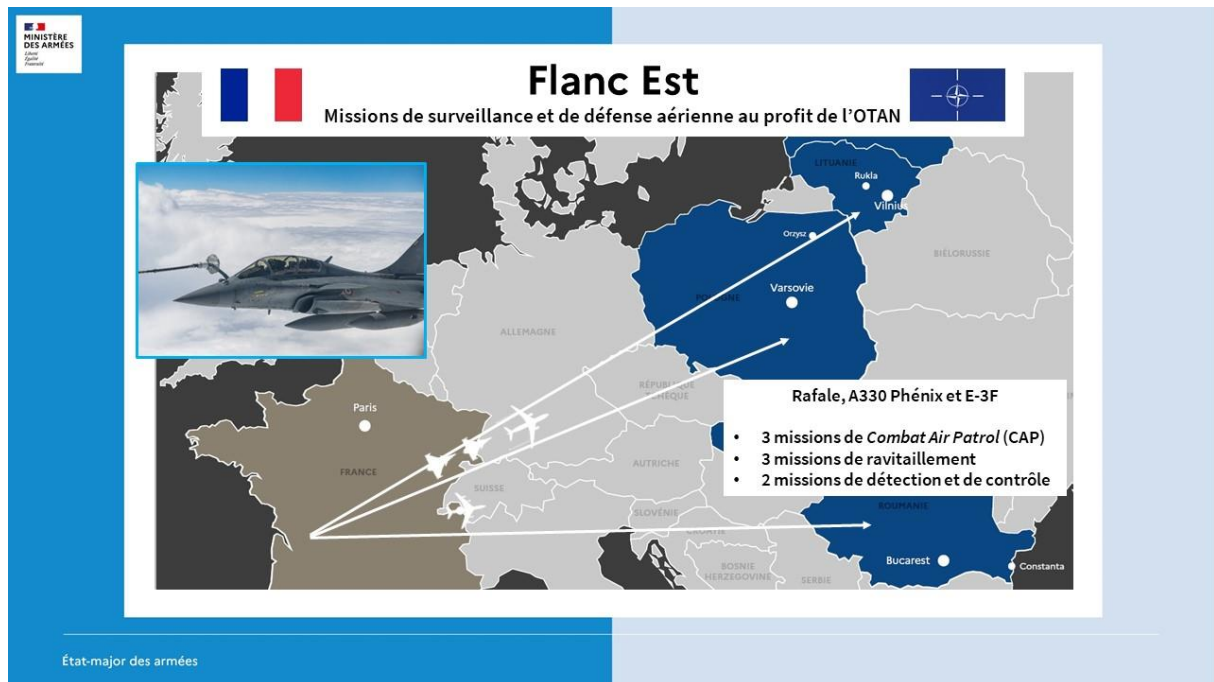 MINISTÈRE
DES ARMÉES
Liberté
Égalité
Fraternité
Flanc Est
Missions de surveillance et de défense aérienne au profit de l'OTAN
LITUANIE
Rukla
Vilnius
Orzysz
BIÉLORUSSIE
Varsovie
POLOGNE
ALLEMAGNE
RÉPUBLIQUE
TCHÈQUE
Paris
FRANCE
SUISSE
AUTRICHE
SLOVÉNIE
CROATIE
BOSNIE
HERZEGOVINE
SERBIE
Rafale, A330 Phénix et E-3F
• 3 missions de Combat Air Patrol (CAP)
• 3 missions de ravitaillement
• 2 missions de détection et de contrôle
ROUMANIE
Bucarest
Constanta
État-major des armées